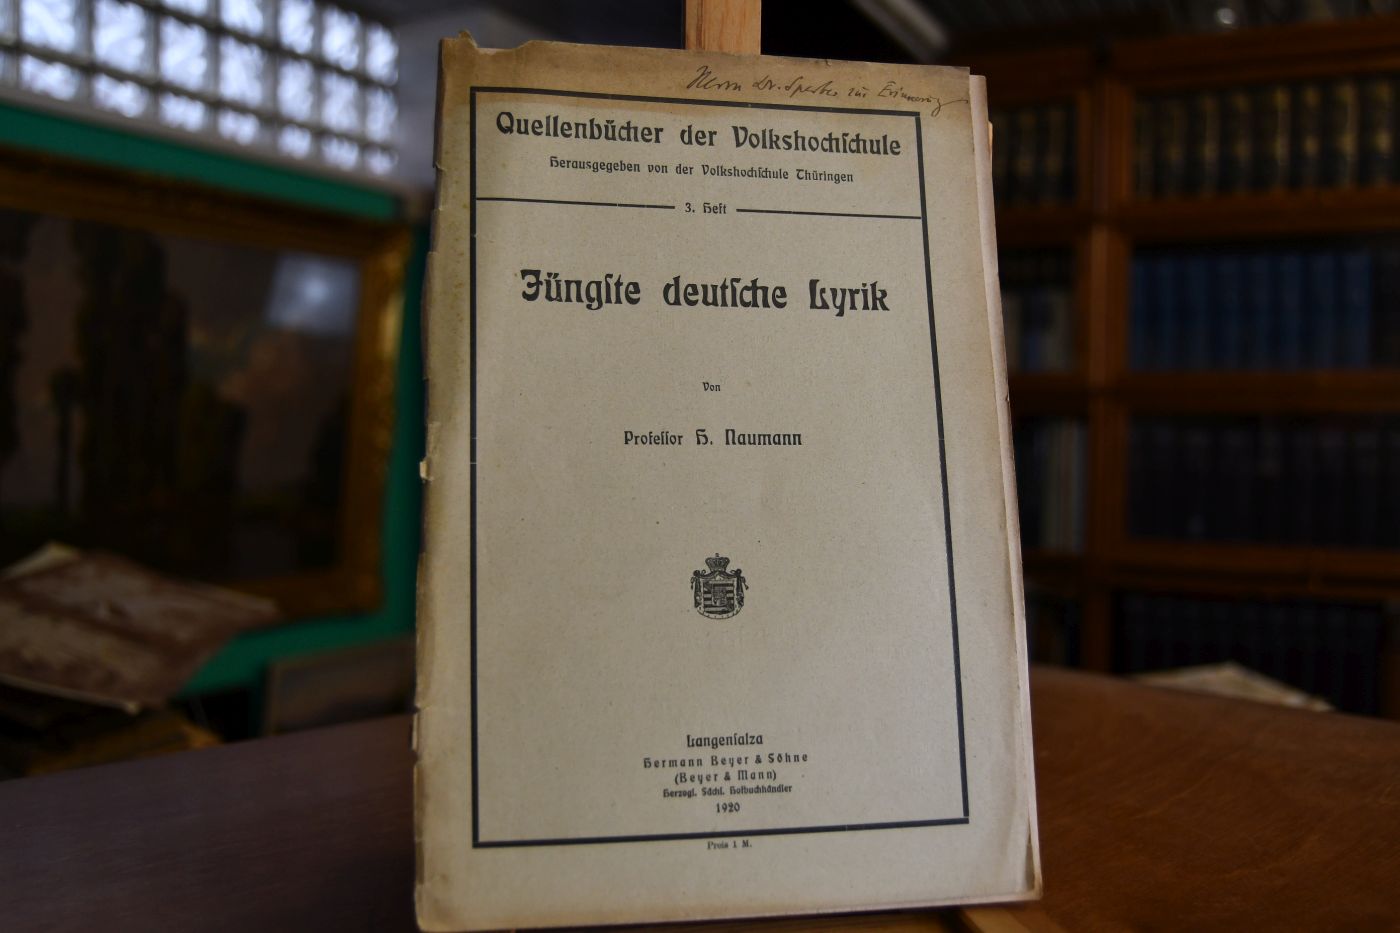 Herrn Dr. Sperber zur Erinnerung
Quellenbücher der Volkshochſchule
Herausgegeben von der Volkshochſchule Thüringen
3. Heft
Jüngſte deutſche Lyrik
Von
Profeſſor H. Naumann
Langenſalza
Hermann Beyer & Söhne
(Beyer & Mann)
Herzogl. Sächſ. Hofbuchhändler
1920
Preis 1 M.